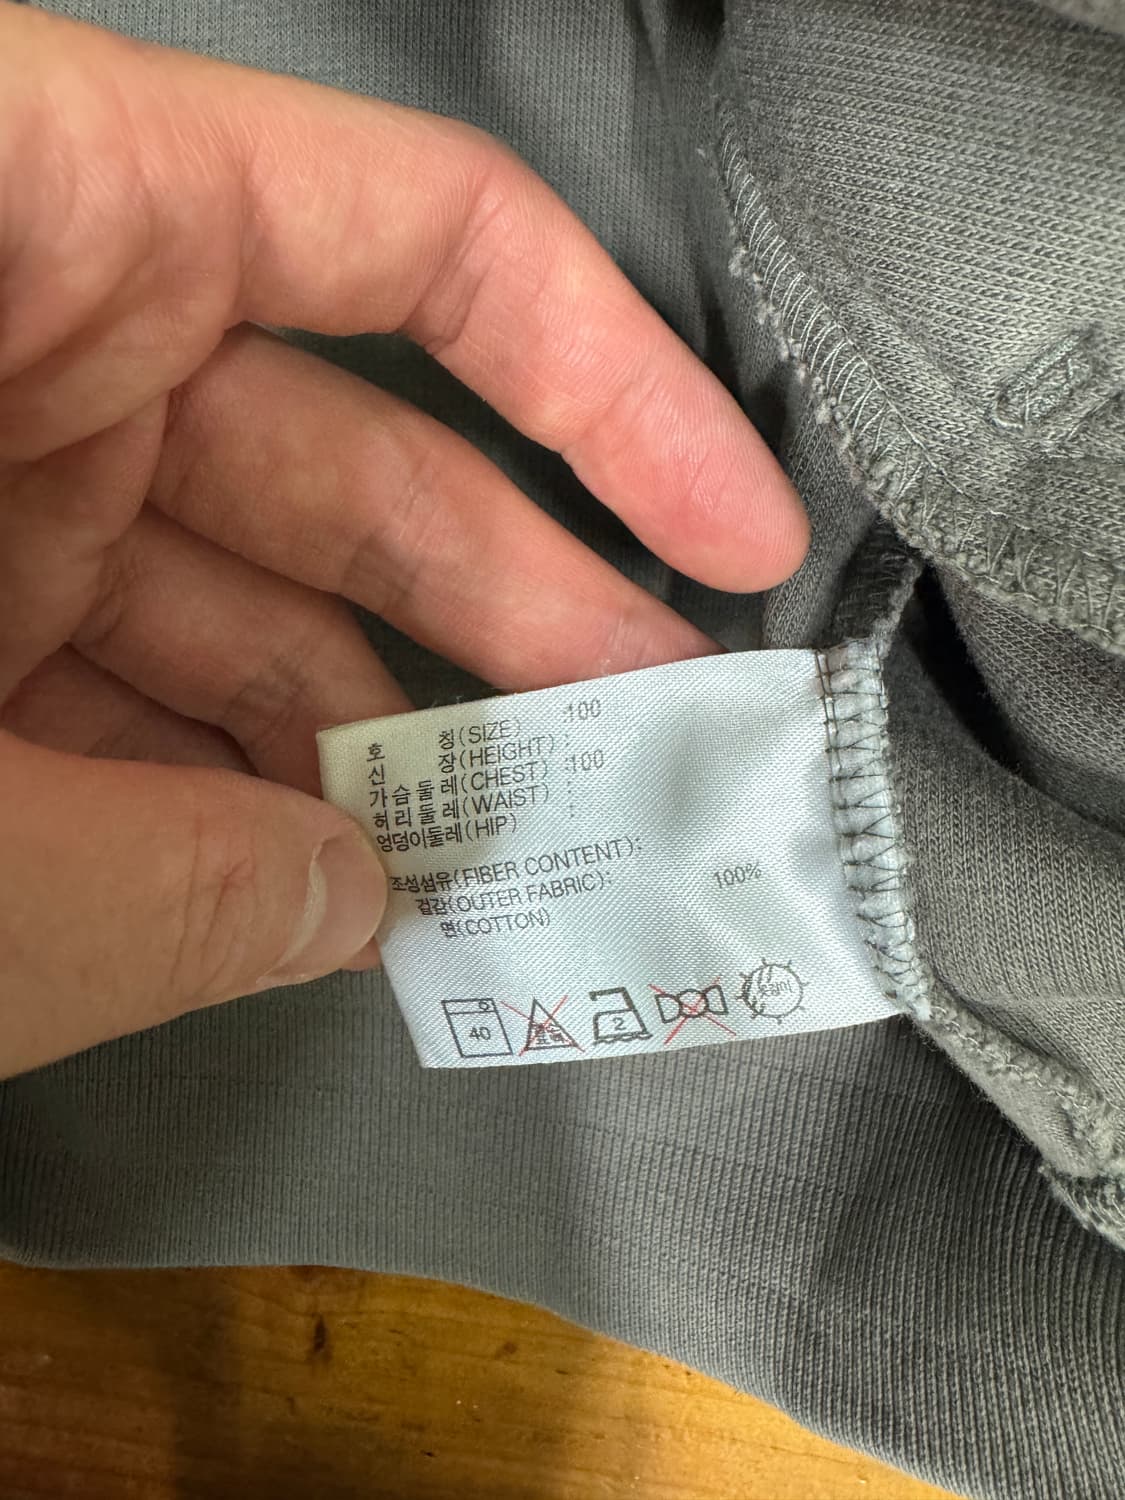 호 칭(SIZE) :100
신 장(HEIGHT) :
가 슴 둘 레(CHEST) :100
허 리 둘 레(WAIST) :
엉덩이둘레(HIP) :
조성섬유(FIBER CONTENT):
겉감(OUTER FABRIC):
면(COTTON) 100%
40 2